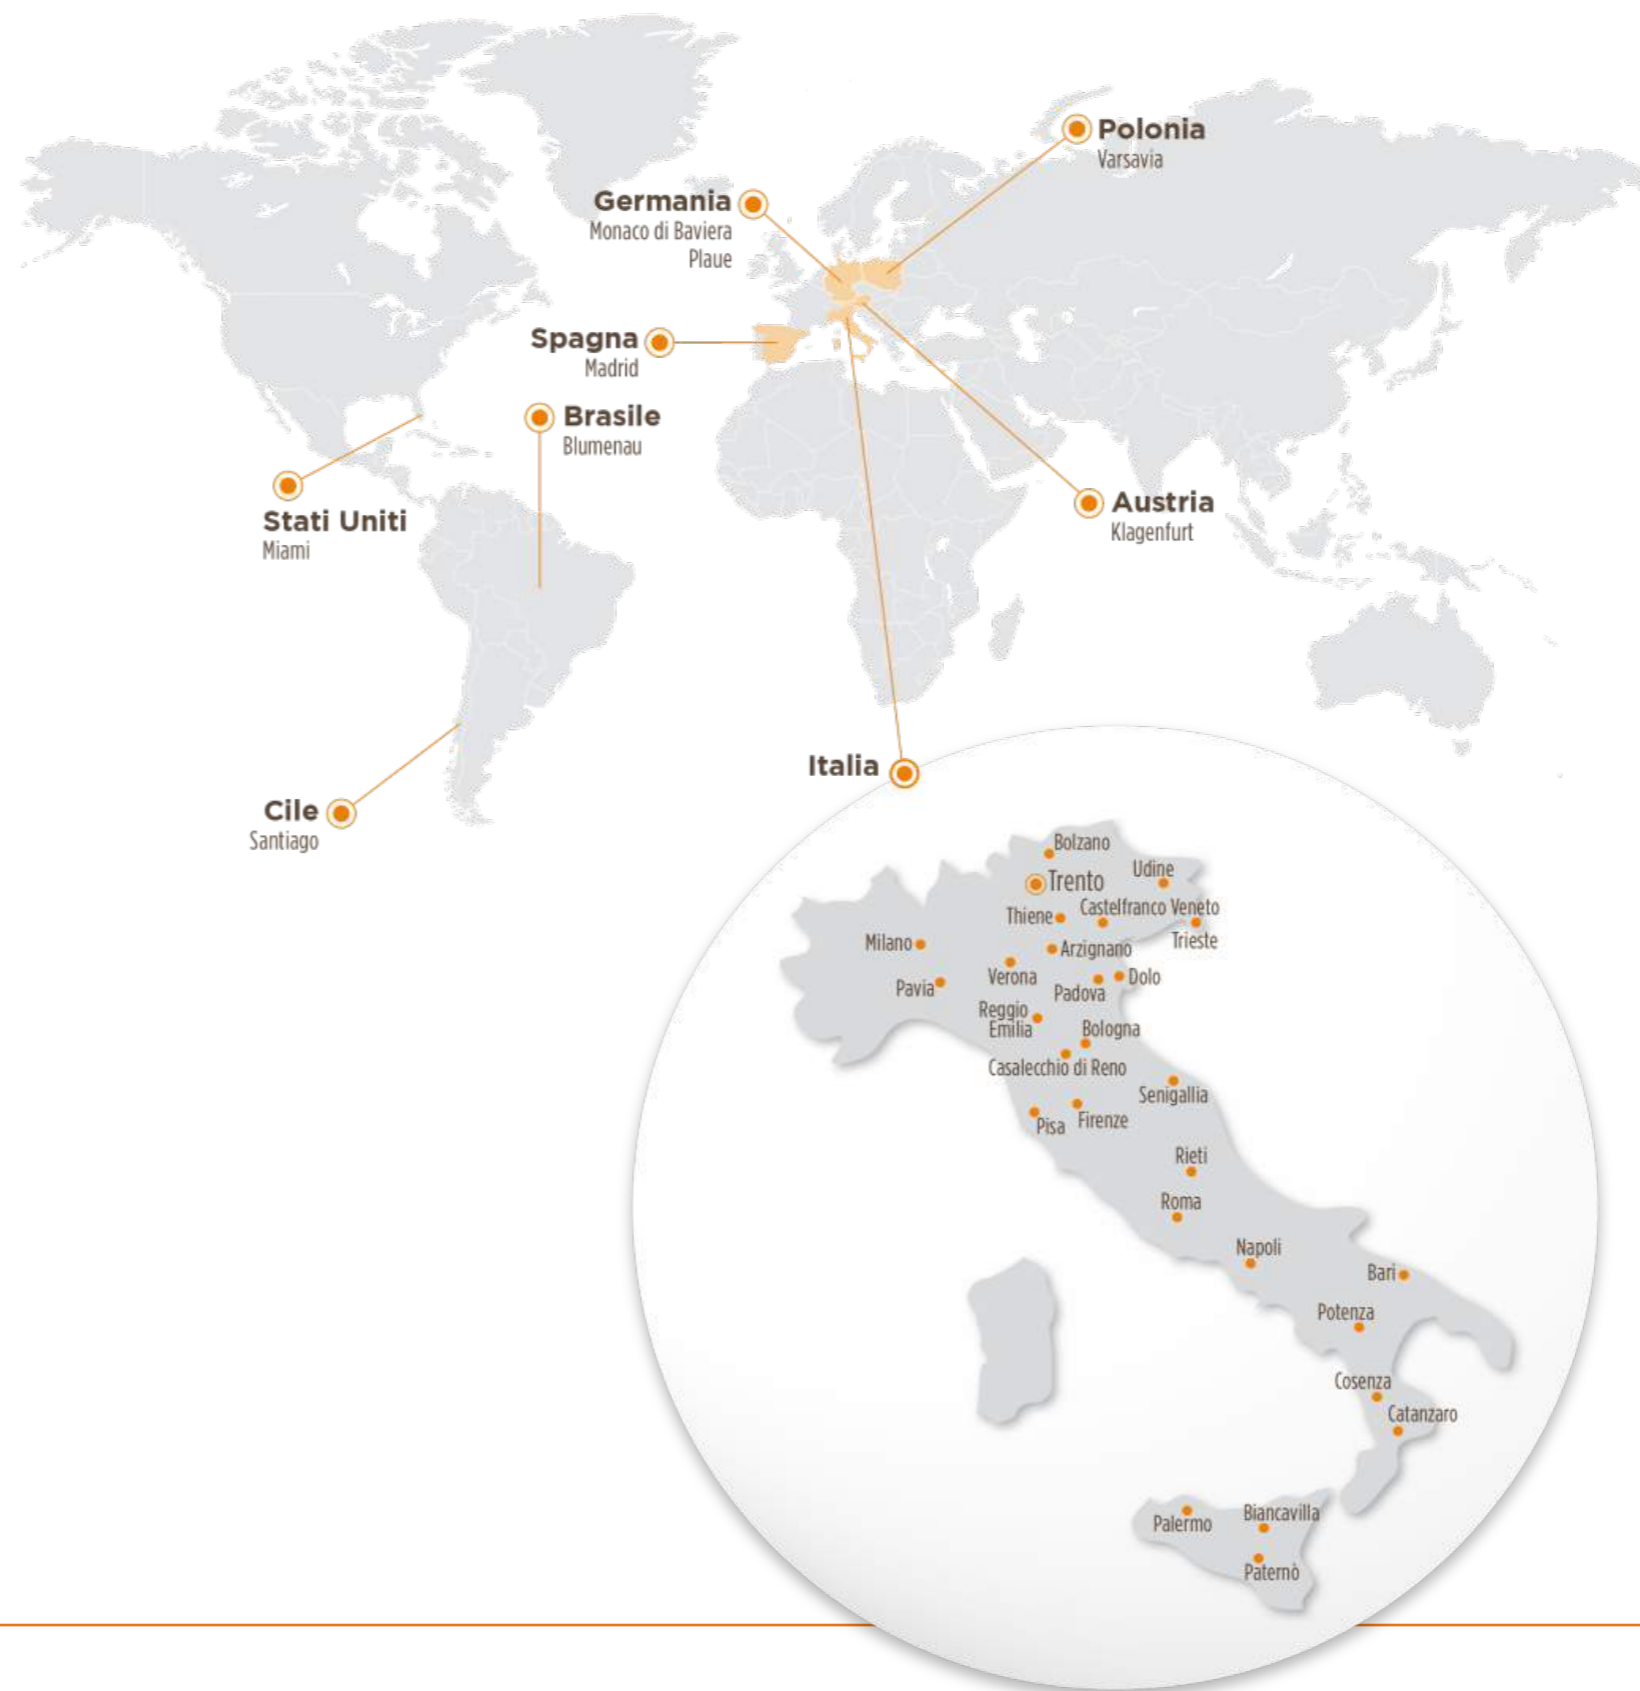 Polonia
Varsavia
Germania
Monaco di Baviera
Plaue
Spagna
Madrid
Brasile
Blumenau
Stati Uniti
Miami
Austria
Klagenfurt
Italia
Cile
Santiago
Bolzano
Udine
Trento
Castelfranco Veneto
Thiene
Trieste
Milano
Arzignano
Verona
Dolo
Pavia
Padova
Reggio
Emilia
Bologna
Casalecchio di Reno
Senigallia
Pisa
Firenze
Rieti
Roma
Napoli
Bari
Potenza
Cosenza
Catanzaro
Palermo
Biancavilla
Paternò